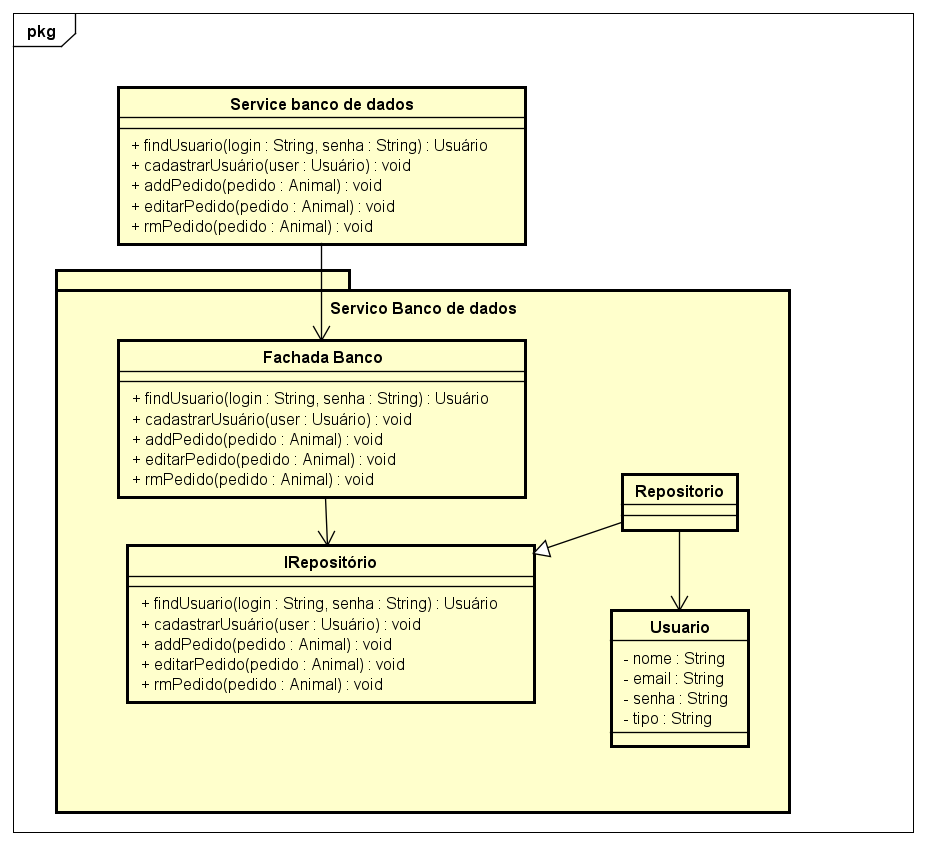 pkg
Service banco de dados
+ findUsuario(login : String, senha : String) : Usuário
+ cadastrarUsuário(user : Usuário) : void
+ addPedido(pedido : Animal) : void
+ editarPedido(pedido : Animal) : void
+ rmPedido(pedido : Animal) : void
Servico Banco de dados
Fachada Banco
+ findUsuario(login : String, senha : String) : Usuário
+ cadastrarUsuário(user : Usuário) : void
+ addPedido(pedido : Animal) : void
+ editarPedido(pedido : Animal) : void
+ rmPedido(pedido : Animal) : void
Repositorio
IRepositório
+ findUsuario(login : String, senha : String) : Usuário
+ cadastrarUsuário(user : Usuário) : void
+ addPedido(pedido : Animal) : void
+ editarPedido(pedido : Animal) : void
+ rmPedido(pedido : Animal) : void
Usuario
- nome : String
- email : String
- senha : String
- tipo : String